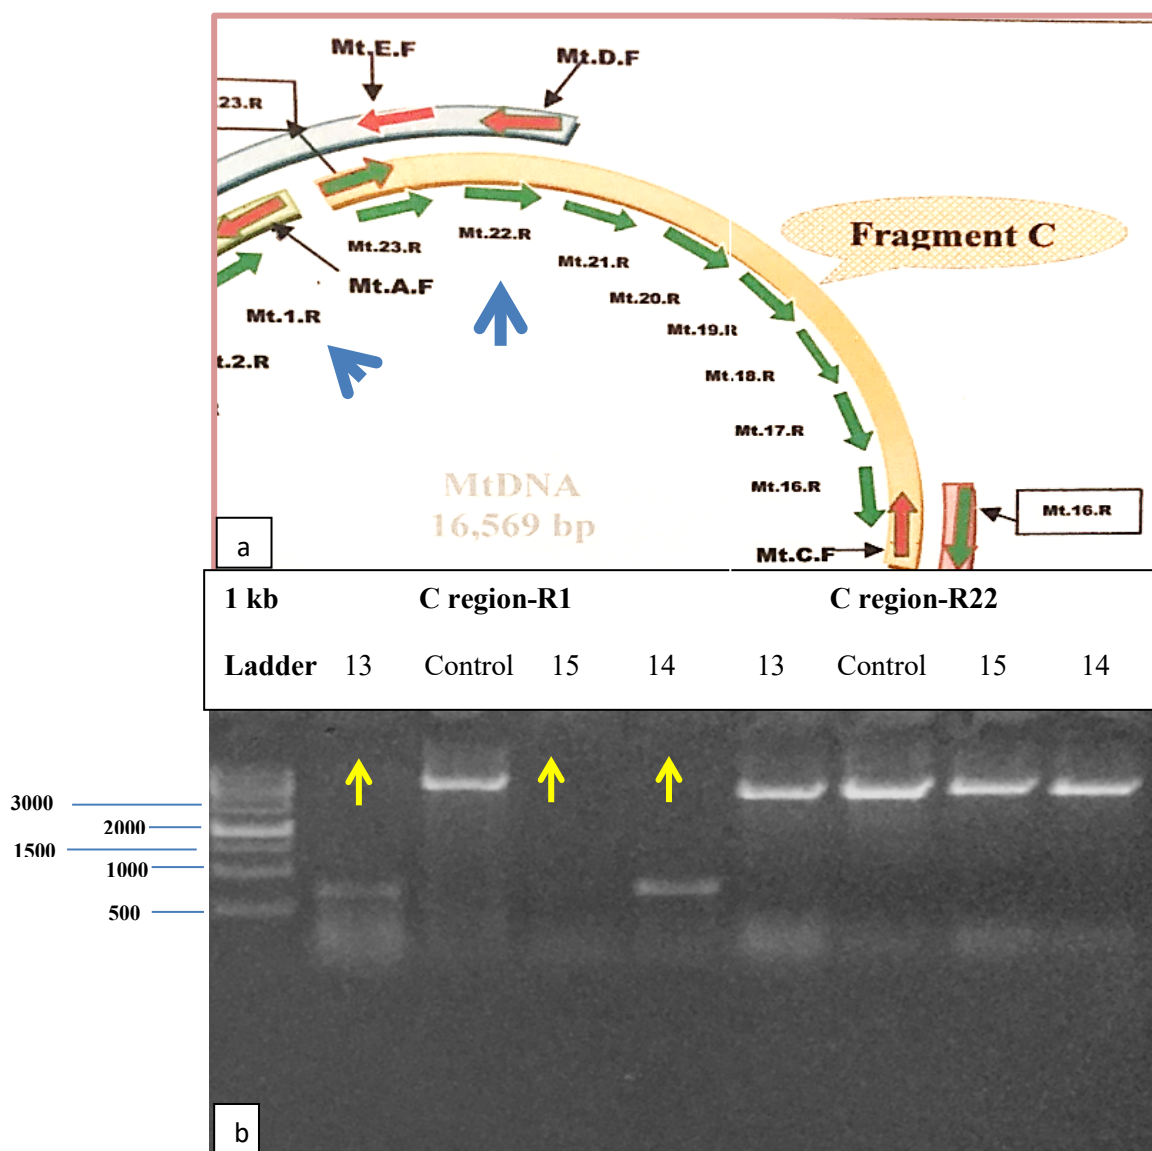 Mt.E.F
Mt.D.F
.23.R
Fragment C
Mt.23.R
Mt.22.R
Mt.21.R
Mt.A.F
Mt.20.R
Mt.1.R
Mt.19.R
t.2.R
Mt.18.R
Mt.17.R
Mt.16.R
MtDNA
16,569 bp
Mt.16.R
Mt.C.F
a
1 kb C region-R1 C region-R22
Ladder 13 Control 15 14 13 Control 15 14
3000
2000
1500
1000
500
b